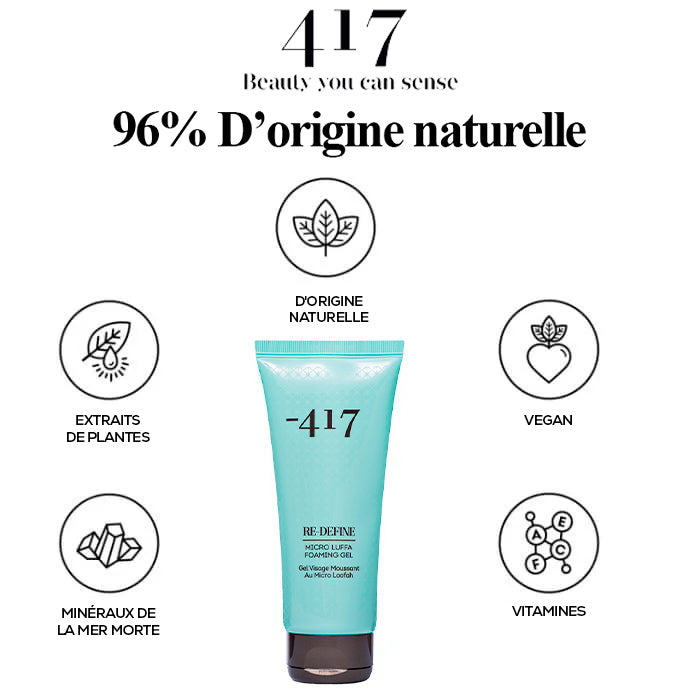 417
Beauty you can sense
96% D'origine naturelle
D'ORIGINE
NATURELLE
EXTRAITS
DE PLANTES
VEGAN
-417
RE-DEFINE
MICRO LUFFA
FOAMING GEL
Gel Visage Moussant
Au Micro Loofah
A
E
F
C
MINÉRAUX DE
LA MER MORTE
VITAMINES